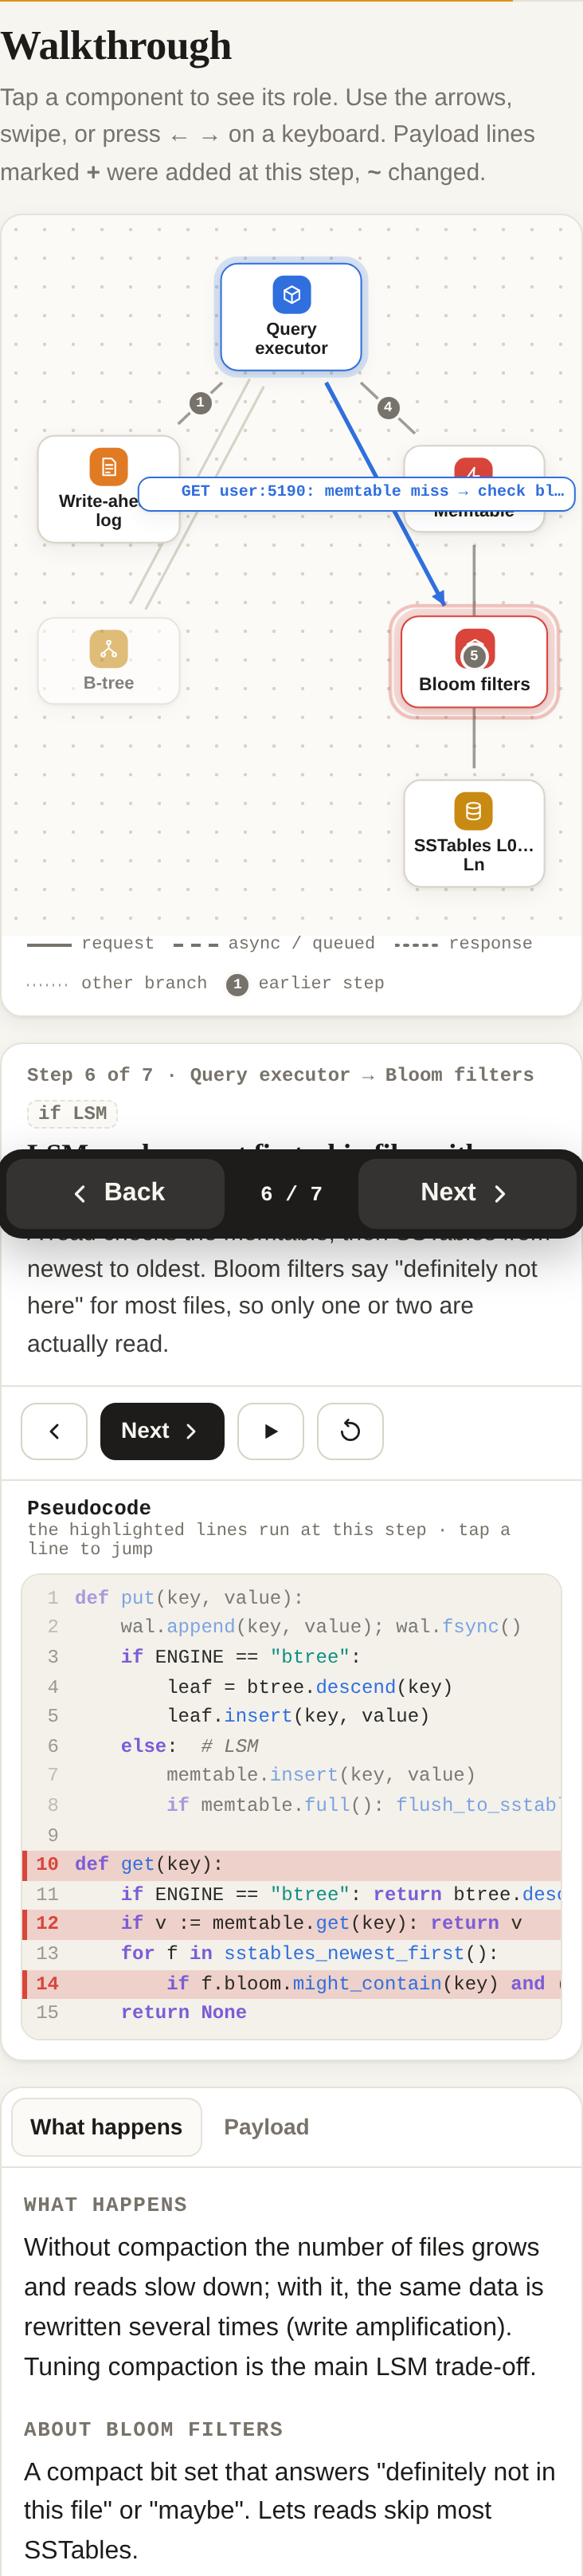 Walkthrough
Tap a component to see its role. Use the arrows,
swipe, or press ← → on a keyboard. Payload lines
marked + were added at this step, ~ changed.
Query
executor
1
4
Write-ahe
log
GET user:5190: memtable miss → check bl…
Memtable
B-tree
5
Bloom filters
SSTables L0…
Ln
request async / queued response
other branch 1 earlier step
Step 6 of 7 · Query executor → Bloom filters
if LSM
Back 6 / 7 Next
newest to oldest. Bloom filters say "definitely not
here" for most files, so only one or two are
actually read.
Next
Pseudocode
the highlighted lines run at this step · tap a
line to jump
1 def put(key, value):
2 wal.append(key, value); wal.fsync()
3 if ENGINE == "btree":
4 leaf = btree.descend(key)
5 leaf.insert(key, value)
6 else: # LSM
7 memtable.insert(key, value)
8 if memtable.full(): flush_to_sstabl
9
10 def get(key):
11 if ENGINE == "btree": return btree.desc
12 if v := memtable.get(key): return v
13 for f in sstables_newest_first():
14 if f.bloom.might_contain(key) and (
15 return None
What happens Payload
WHAT HAPPENS
Without compaction the number of files grows
and reads slow down; with it, the same data is
rewritten several times (write amplification).
Tuning compaction is the main LSM trade-off.
ABOUT BLOOM FILTERS
A compact bit set that answers "definitely not in
this file" or "maybe". Lets reads skip most
SSTables.